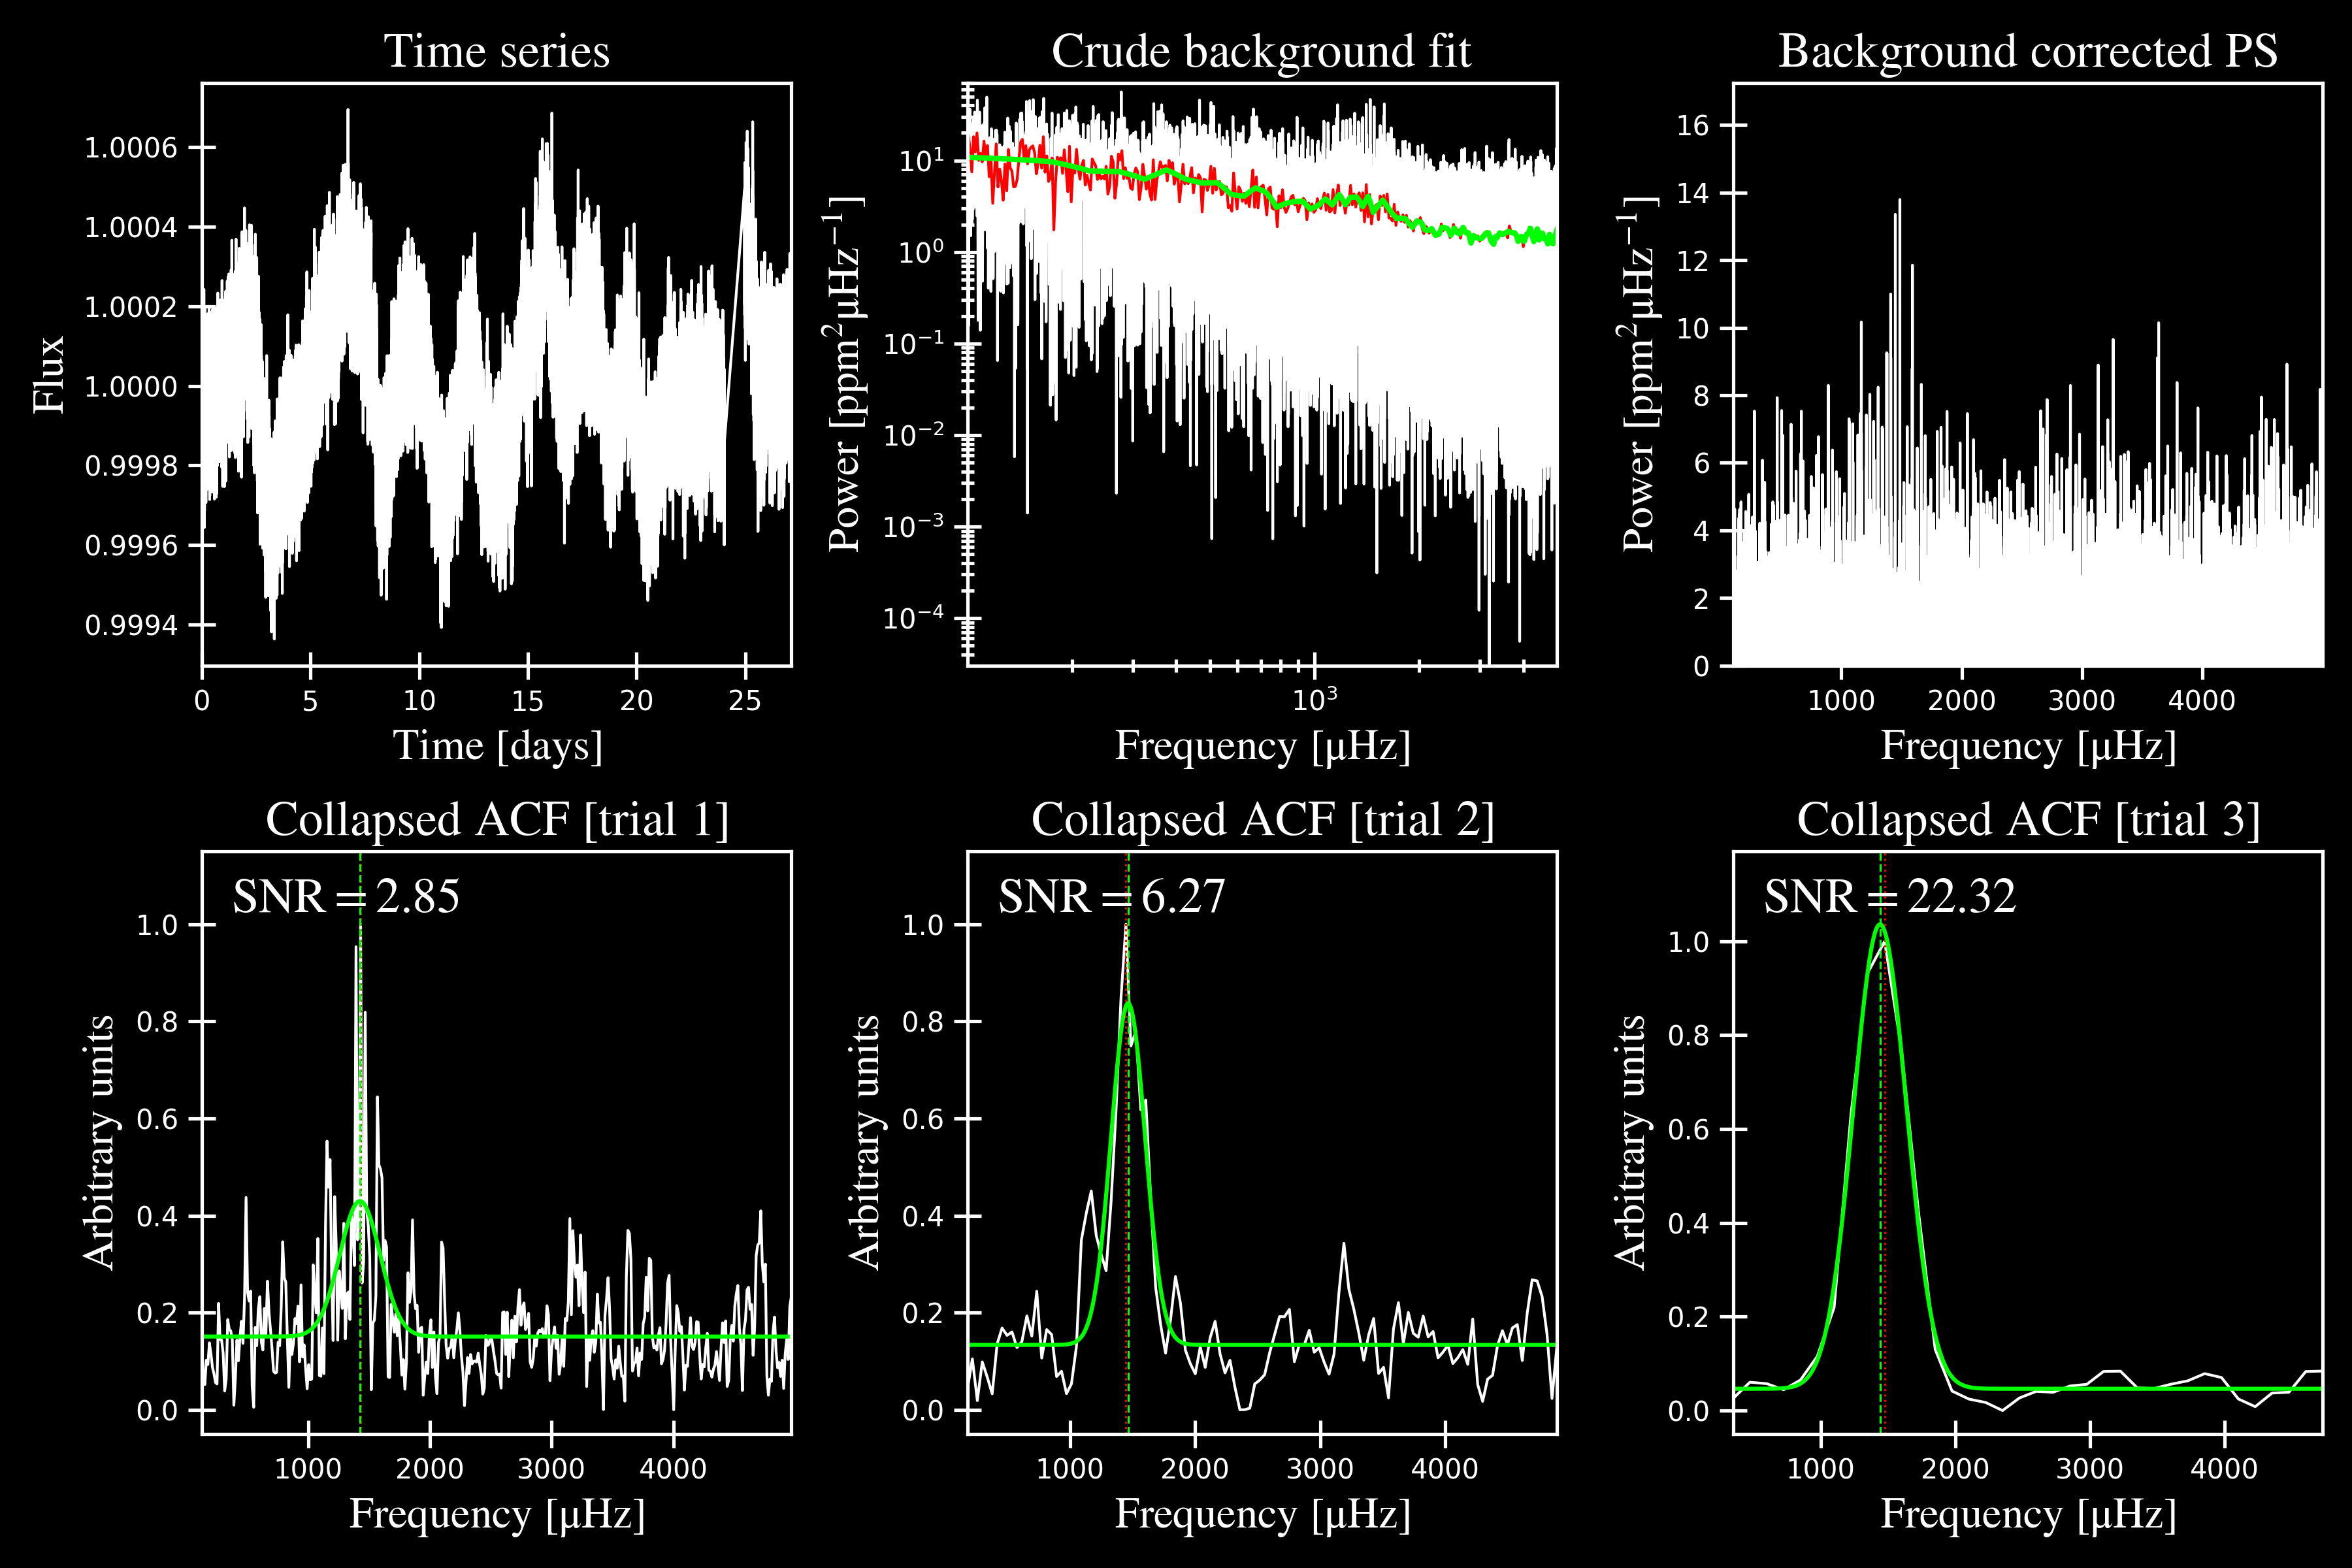 Time series
Flux
1.0006
1.0004
1.0002
1.0000
0.9998
0.9996
0.9994
0 5 10 15 20 25
Time [days]
Crude background fit
Power [ppm²μHz⁻¹]
10¹
10⁰
10⁻¹
10⁻²
10⁻³
10⁻⁴
10³
Frequency [μHz]
Background corrected PS
Power [ppm²μHz⁻¹]
16
14
12
10
8
6
4
2
0
1000 2000 3000 4000
Frequency [μHz]
Collapsed ACF [trial 1]
SNR = 2.85
Arbitrary units
1.0
0.8
0.6
0.4
0.2
0.0
1000 2000 3000 4000
Frequency [μHz]
Collapsed ACF [trial 2]
SNR = 6.27
Arbitrary units
1.0
0.8
0.6
0.4
0.2
0.0
1000 2000 3000 4000
Frequency [μHz]
Collapsed ACF [trial 3]
SNR = 22.32
Arbitrary units
1.0
0.8
0.6
0.4
0.2
0.0
1000 2000 3000 4000
Frequency [μHz]